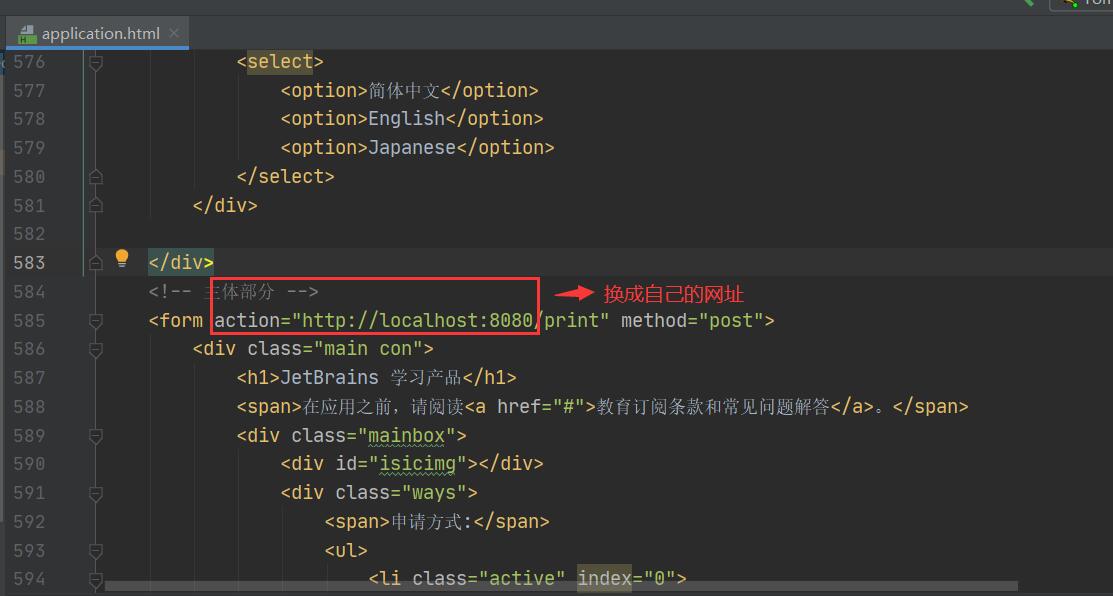 application.html
576 <select>
577 <option>简体中文</option>
578 <option>English</option>
579 <option>Japanese</option>
580 </select>
581 </div>
582
583 </div>
584 <!-- 主体部分 -->
换成自己的网址
585 <form action="http://localhost:8080/print" method="post">
586 <div class="main con">
587 <h1>JetBrains 学习产品</h1>
588 <span>在应用之前，请阅读<a href="#">教育订阅条款和常见问题解答</a>。</span>
589 <div class="mainbox">
590 <div id="isicimg"></div>
591 <div class="ways">
592 <span>申请方式:</span>
593 <ul>
594 <li class="active" index="0">